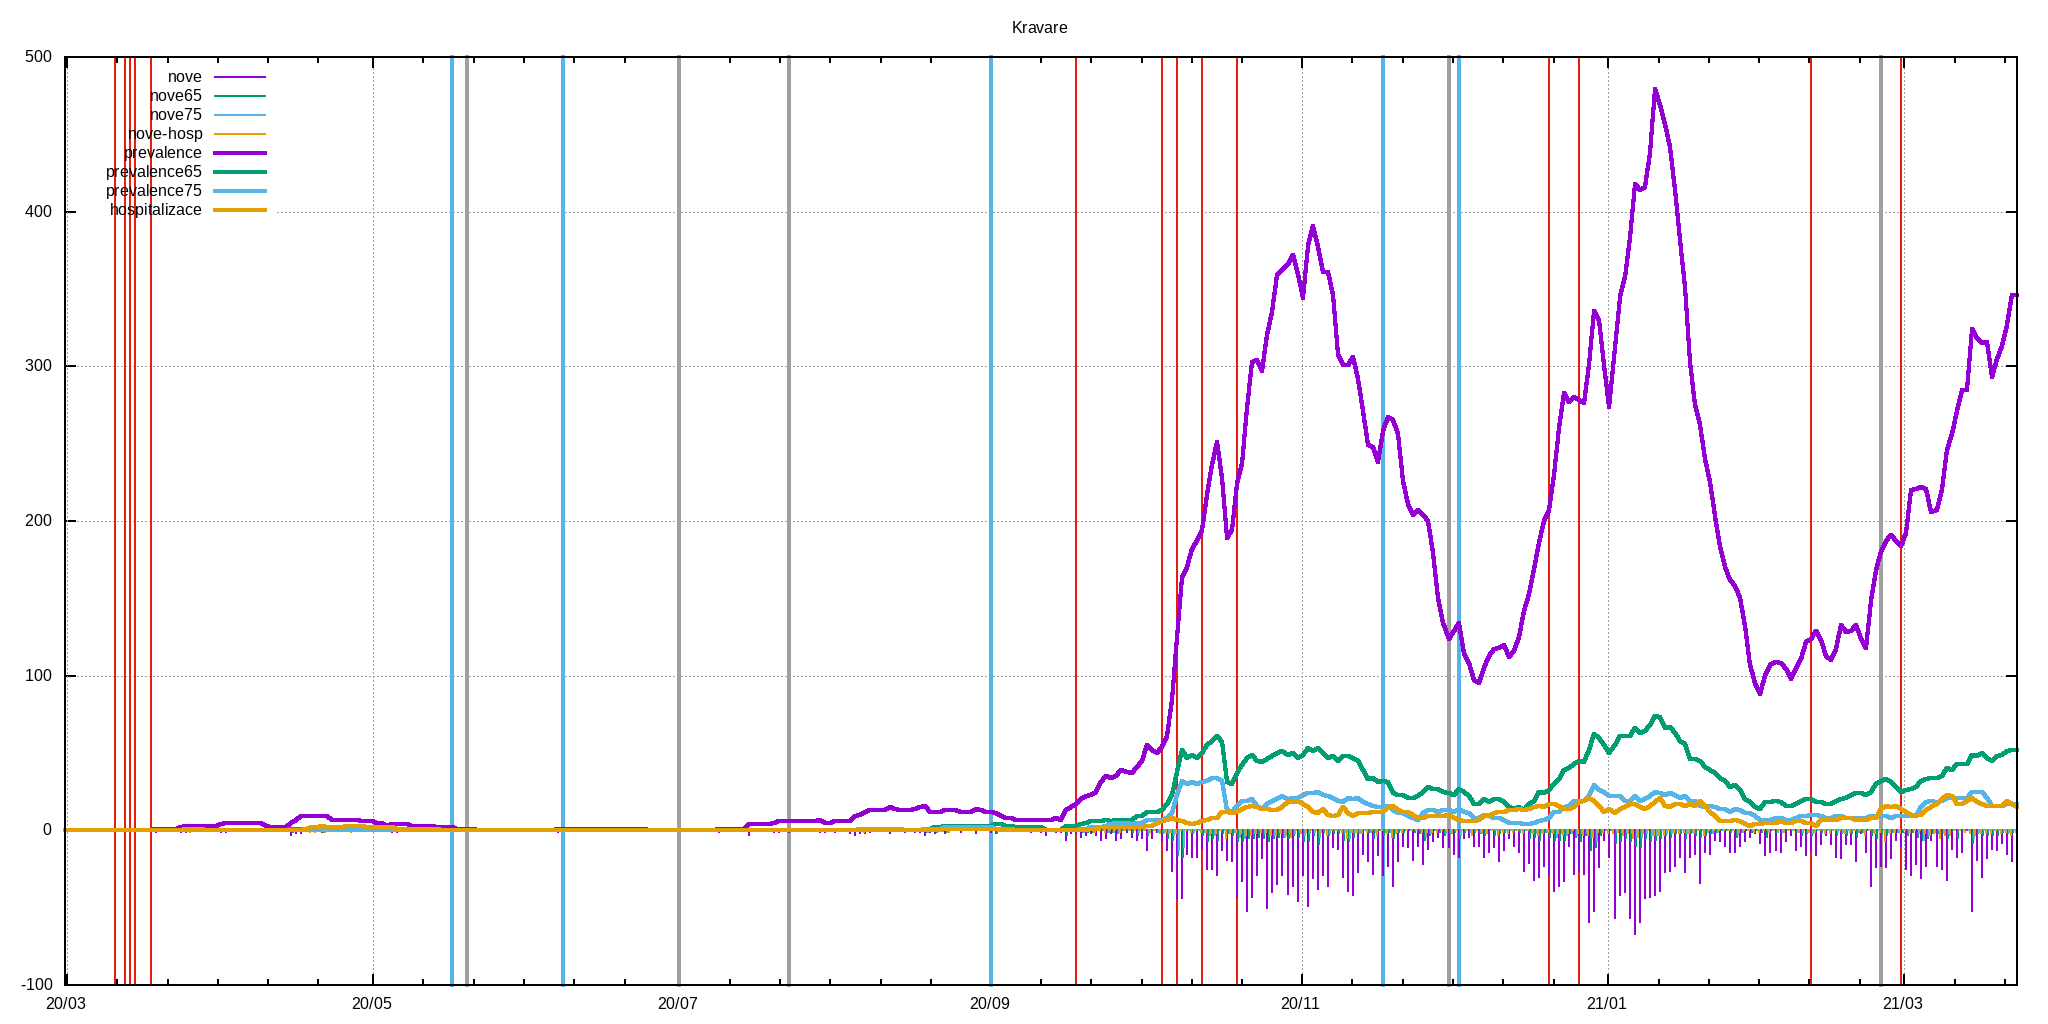 Kravare
500
nove
nove65
nove75
nove-hosp
prevalence
prevalence65
prevalence75
hospitalizace
400
300
200
100
0
-100
20/03 20/05 20/07 20/09 20/11 21/01 21/03